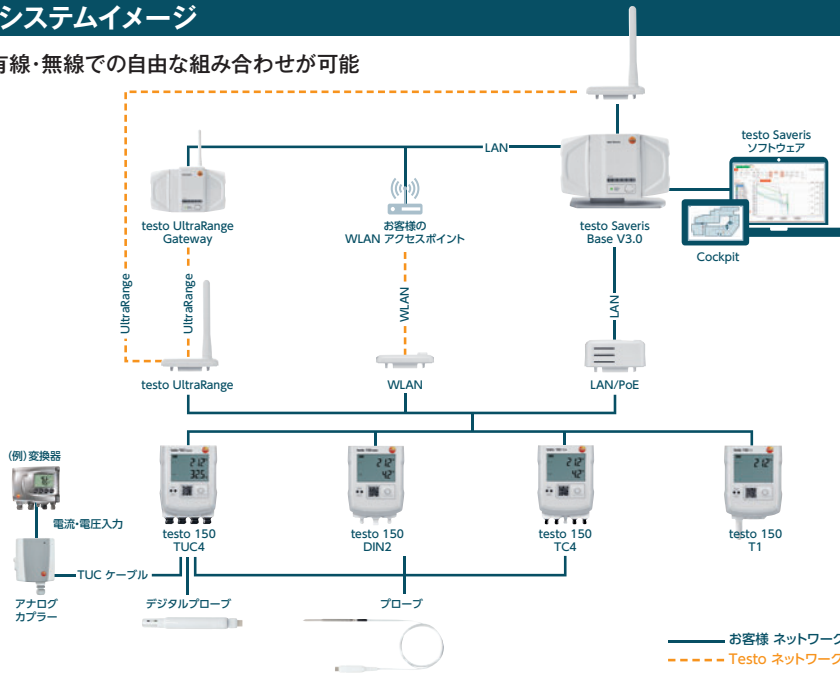 システムイメージ
有線・無線での自由な組み合わせが可能
LAN
testo Saveris
ソフトウェア
testo UltraRange
Gateway
お客様の
WLAN アクセスポイント
testo Saveris
Base V3.0
Cockpit
UltraRange
UltraRange
WLAN
LAN
testo UltraRange
WLAN
LAN/PoE
(例)変換器
電流・電圧入力
testo 150
TUC4
testo 150
DIN2
testo 150
TC4
testo 150
T1
TUC ケーブル
アナログ
カプラー
デジタルプローブ
プローブ
お客様 ネットワーク
Testo ネットワーク